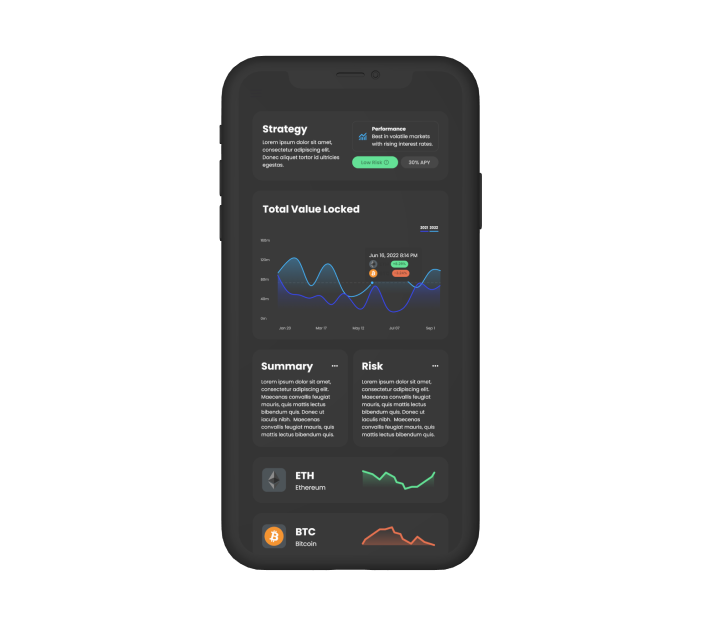 Strategy
Lorem ipsum dolor sit amet,
consectetur adipiscing elit.
Donec aliquet tortor id ultricies
egestas.
Performance
Best in volatile markets
with rising interest rates.
Low Risk
30% APY
Total Value Locked
2021 2022
Jun 16, 2022 8:14 PM
Jan 20
Mar 17
May 12
Jul 07
Sep 1
Summary
Lorem ipsum dolor sit amet,
consectetur adipiscing elit.
Maecenas convallis feugiat
mauris, quis mattis lectus
bibendum quis. Donec ut
iaculis nibh. Maecenas
convallis feugiat mauris, quis
mattis lectus bibendum quis.
Risk
Lorem ipsum dolor sit amet,
consectetur adipiscing elit.
Maecenas convallis feugiat
mauris, quis mattis lectus
bibendum quis. Donec ut
iaculis nibh. Maecenas
convallis feugiat mauris, quis
mattis lectus bibendum quis.
ETH
Ethereum
BTC
Bitcoin